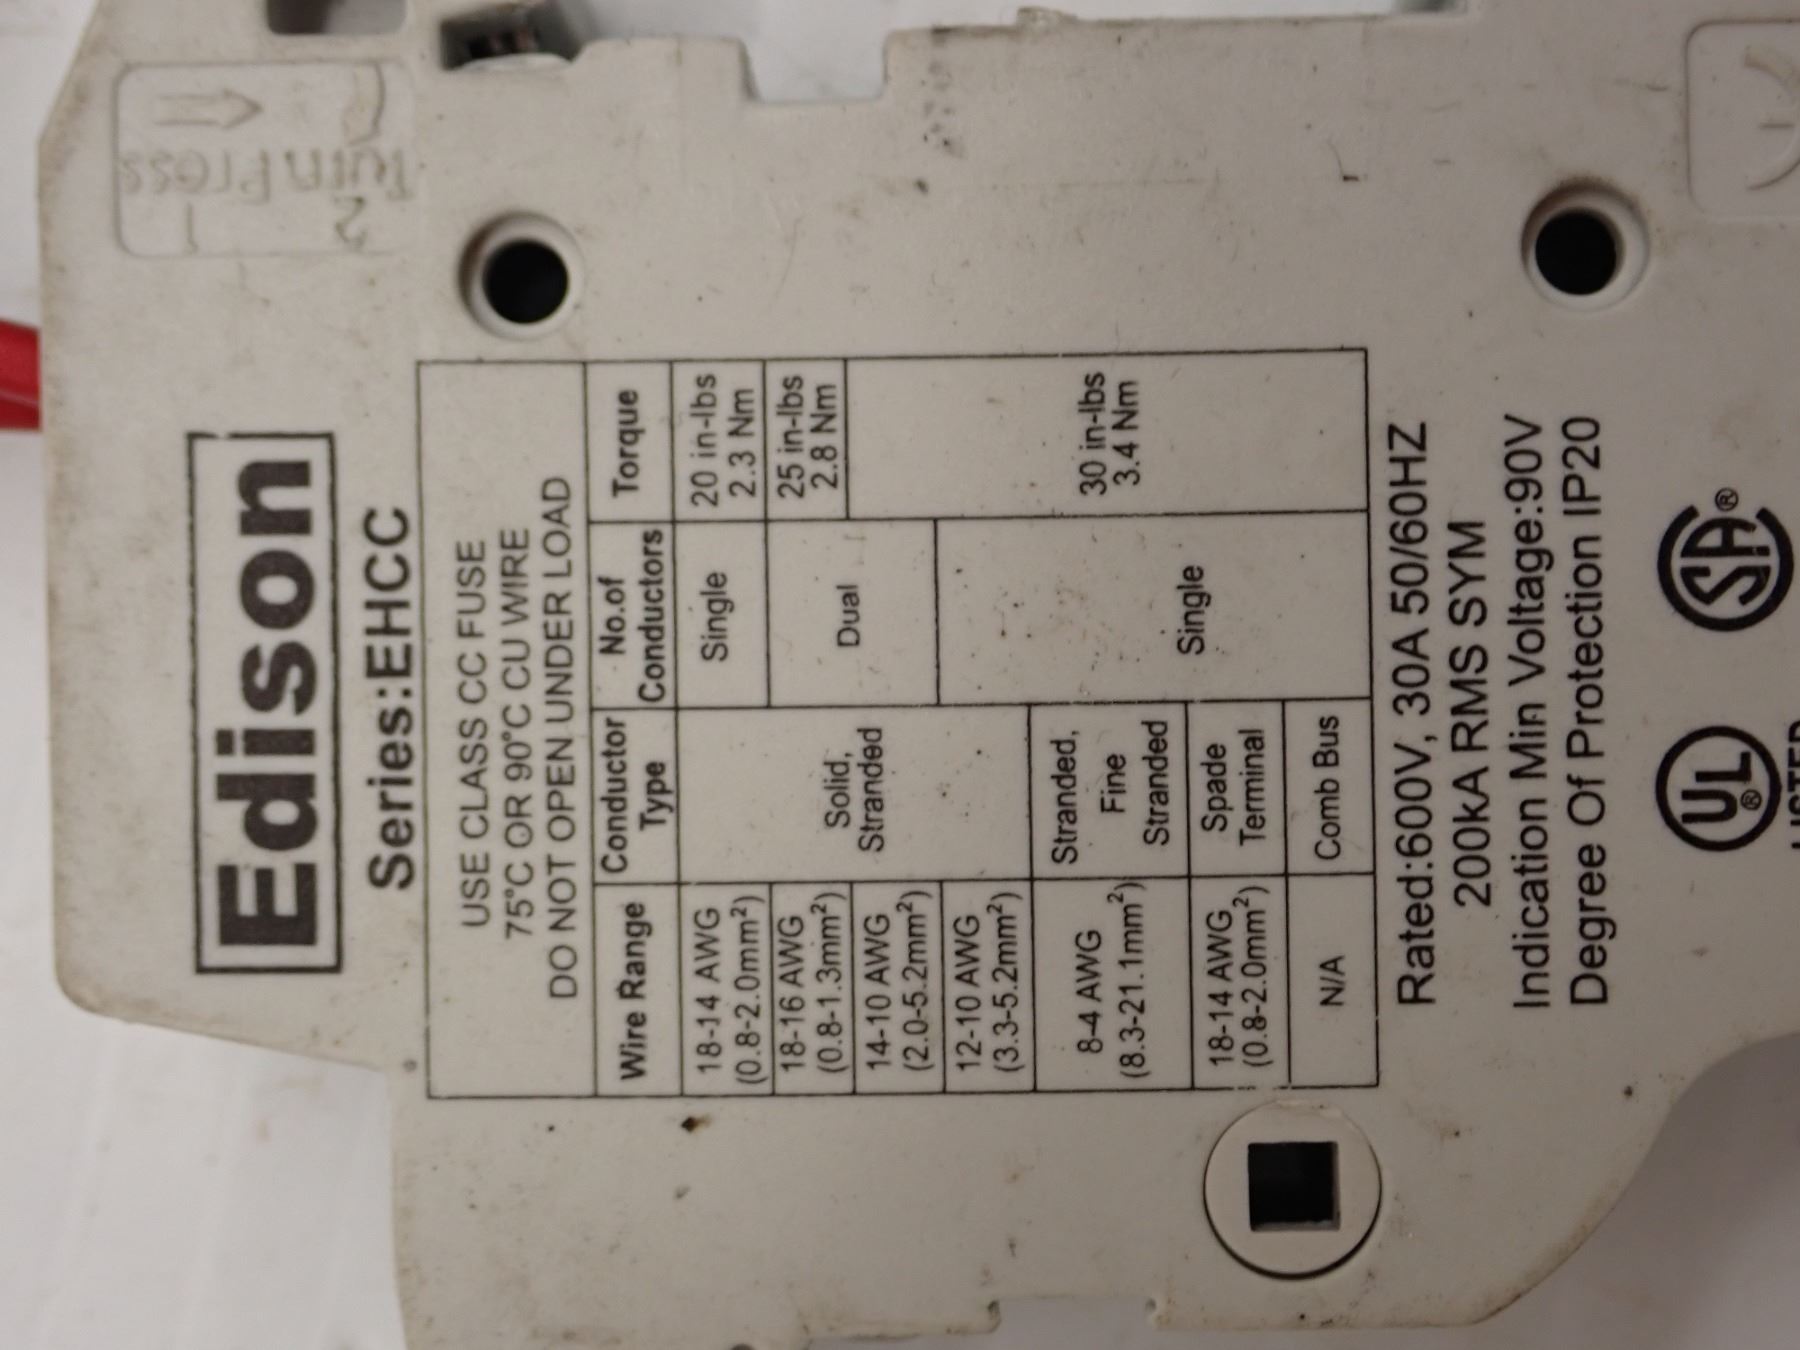 Edison
Series:EHCC
USE CLASS CC FUSE
75°C OR 90°C CU WIRE
DO NOT OPEN UNDER LOAD
Wire Range Conductor Type No.of Conductors Torque
18-14 AWG (0.8-2.0mm²) Solid, Stranded Single 20 in-lbs 2.3 Nm
18-16 AWG (0.8-1.3mm²) Dual 25 in-lbs 2.8 Nm
14-10 AWG (2.0-5.2mm²) 30 in-lbs 3.4 Nm
12-10 AWG (3.3-5.2mm²) Single
8-4 AWG (8.3-21.1mm²) Stranded, Fine Stranded
18-14 AWG (0.8-2.0mm²) Spade Terminal
N/A Comb Bus
Rated:600V, 30A 50/60HZ
200kA RMS SYM
Indication Min Voltage:90V
Degree Of Protection IP20
UL® SA®
LISTED
1 Press
2 Turn